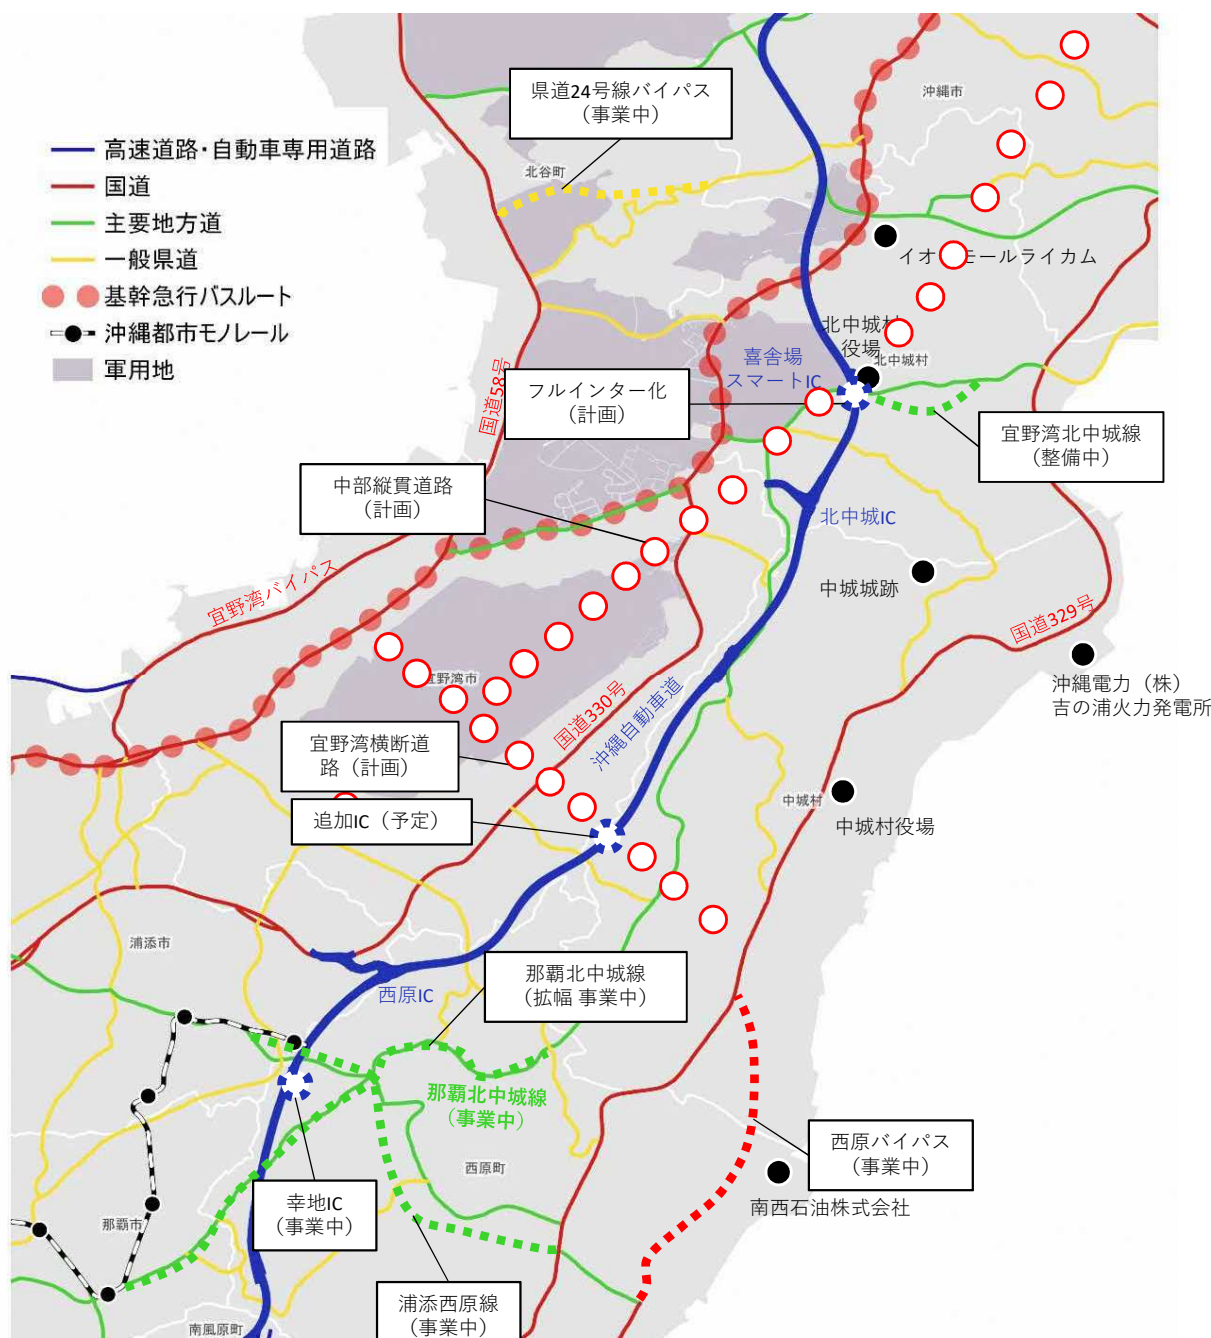 県道24号線バイパス
（事業中）
沖縄市
高速道路・自動車専用道路
国道
主要地方道
一般県道
基幹急行バスルート
沖縄都市モノレール
軍用地
北谷町
イオンモールライカム
北中城村
役場
北中城村
喜舎場
スマートIC
国道58号
フルインター化
（計画）
宜野湾北中城線
（整備中）
中部縦貫道路
（計画）
北中城IC
中城城跡
宜野湾バイパス
国道329号
沖縄電力（株）
吉の浦火力発電所
宜野湾市
国道330号
沖縄自動車道
宜野湾横断道
路（計画）
追加IC（予定）
中城村
中城村役場
浦添市
西原IC
那覇北中城線
（拡幅 事業中）
那覇北中城線
（事業中）
西原バイパス
（事業中）
西原町
南西石油株式会社
幸地IC
（事業中）
那覇市
浦添西原線
（事業中）
南風原町